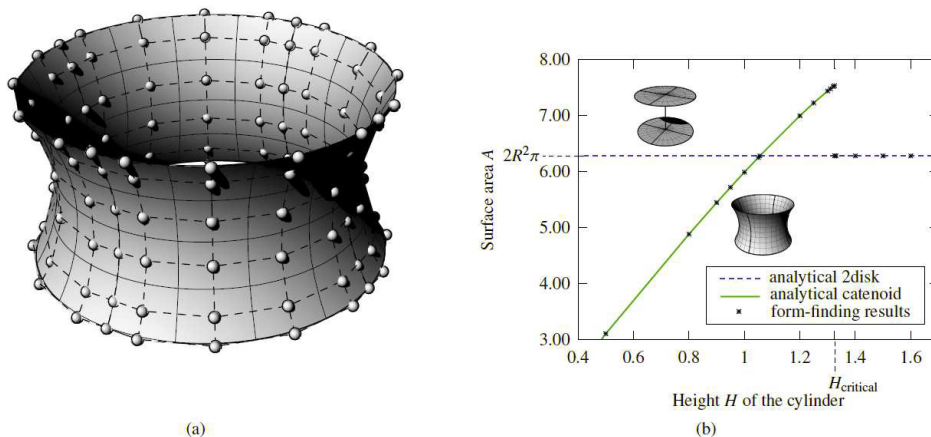 (a)
8.00
7.00
2R²π
6.00
5.00
4.00
3.00
Surface area A
analytical 2disk
analytical catenoid
form-finding results
0.4 0.6 0.8 1 1.2 1.4 1.6
H_critical
Height H of the cylinder
(b)